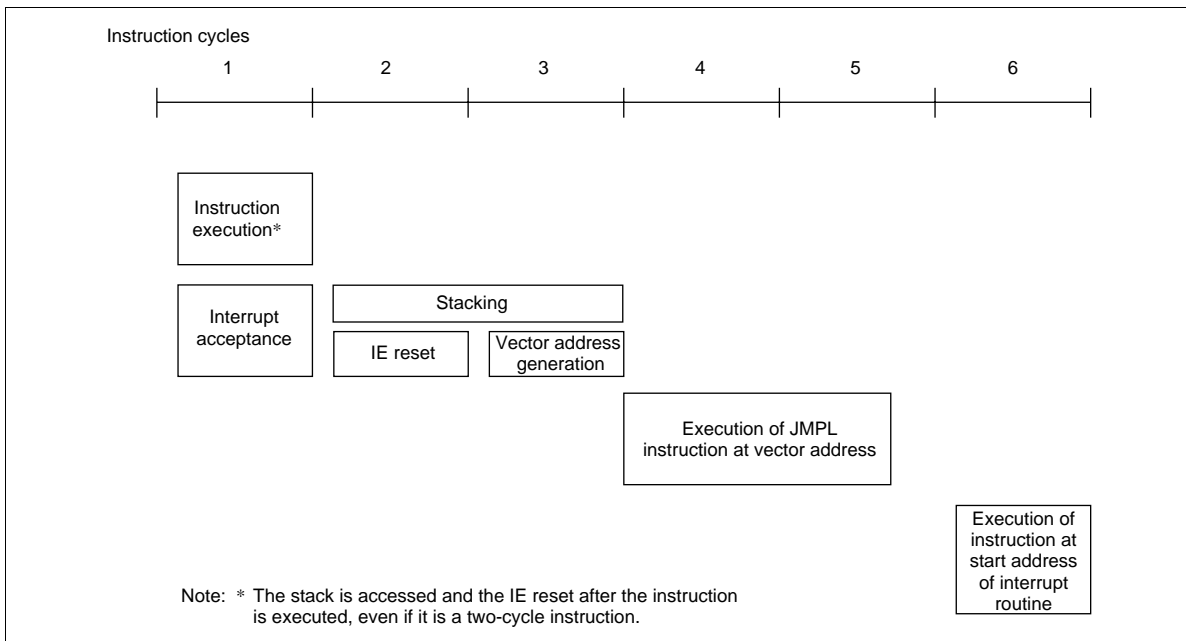 Instruction cycles
1 2 3 4 5 6
Instruction
execution*
Interrupt
acceptance
Stacking
IE reset
Vector address
generation
Execution of JMPL
instruction at vector address
Execution of
instruction at
start address
of interrupt
routine
Note: * The stack is accessed and the IE reset after the instruction
is executed, even if it is a two-cycle instruction.